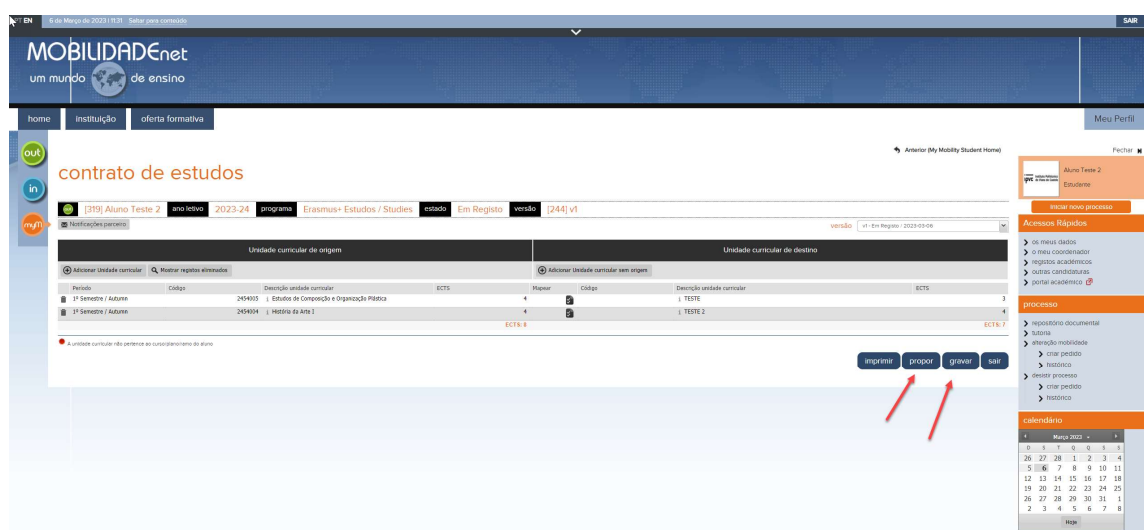 PT EN 6 de Março de 2023 | 11:31 Saltar para conteúdo SAIR
MOBILIDADEnet
um mundo de ensino
home instituição oferta formativa Meu Perfil
out
in
myM
Anterior (My Mobility Student Home) Fechar
contrato de estudos
[319] Aluno Teste 2 ano letivo 2023-24 programa Erasmus+ Estudos / Studies estado Em Registo versão [244] v1
Notificações parceiro versão v1 - Em Registo / 2023-03-06
Unidade curricular de origem Unidade curricular de destino
Adicionar Unidade curricular Mostrar registos eliminados Adicionar Unidade curricular sem origem
Período Código Descrição unidade curricular ECTS Mapear Código Descrição unidade curricular ECTS
1º Semestre / Autumn 2454005 Estudos de Composição e Organização Plástica 4 TESTE 3
1º Semestre / Autumn 2454004 História da Arte I 4 TESTE 2 4
ECTS: 8 ECTS: 7
A unidade curricular não pertence ao curso/plano/ramo do aluno
imprimir propor gravar sair
ipvc
Aluno Teste 2
Estudante
Iniciar novo processo
Acessos Rápidos
os meus dados
o meu coordenador
registos académicos
outras candidaturas
portal académico
processo
repositório documental
tutoria
alteração mobilidade
criar pedido
histórico
desistir processo
criar pedido
histórico
calendário
Março 2023
D S T Q Q S S
26 27 28 1 2 3 4
5 6 7 8 9 10 11
12 13 14 15 16 17 18
19 20 21 22 23 24 25
26 27 28 29 30 31 1
2 3 4 5 6 7 8
Hoje